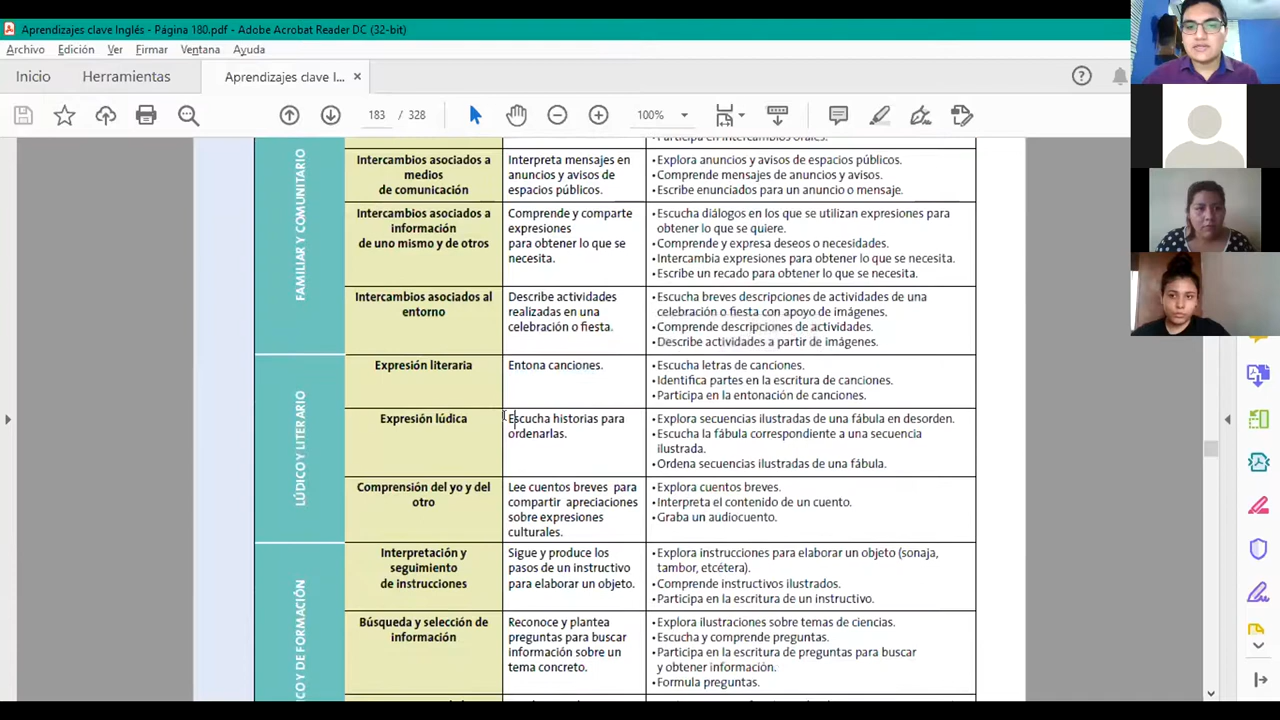 Aprendizajes clave Inglés - Página 180.pdf - Adobe Acrobat Reader DC (32-bit)
Archivo Edición Ver Firmar Ventana Ayuda
Inicio Herramientas Aprendizajes clave I... ×
183 / 328 100%
FAMILIAR Y COMUNITARIO
•Participa en intercambios orales.
Intercambios asociados a
medios
de comunicación
Interpreta mensajes en
anuncios y avisos de
espacios públicos.
•Explora anuncios y avisos de espacios públicos.
•Comprende mensajes de anuncios y avisos.
•Escribe enunciados para un anuncio o mensaje.
Intercambios asociados a
información
de uno mismo y de otros
Comprende y comparte
expresiones
para obtener lo que se
necesita.
•Escucha diálogos en los que se utilizan expresiones para
obtener lo que se quiere.
•Comprende y expresa deseos o necesidades.
•Intercambia expresiones para obtener lo que se necesita.
•Escribe un recado para obtener lo que se necesita.
Intercambios asociados al
entorno
Describe actividades
realizadas en una
celebración o fiesta.
•Escucha breves descripciones de actividades de una
celebración o fiesta con apoyo de imágenes.
•Comprende descripciones de actividades.
•Describe actividades a partir de imágenes.
LÚDICO Y LITERARIO
Expresión literaria
Entona canciones.
•Escucha letras de canciones.
•Identifica partes en la escritura de canciones.
•Participa en la entonación de canciones.
Expresión lúdica
Escucha historias para
ordenarlas.
•Explora secuencias ilustradas de una fábula en desorden.
•Escucha la fábula correspondiente a una secuencia
ilustrada.
•Ordena secuencias ilustradas de una fábula.
Comprensión del yo y del
otro
Lee cuentos breves para
compartir apreciaciones
sobre expresiones
culturales.
•Explora cuentos breves.
•Interpreta el contenido de un cuento.
•Graba un audiocuento.
CO Y DE FORMACIÓN
Interpretación y
seguimiento
de instrucciones
Sigue y produce los
pasos de un instructivo
para elaborar un objeto.
•Explora instrucciones para elaborar un objeto (sonaja,
tambor, etcétera).
•Comprende instructivos ilustrados.
•Participa en la escritura de un instructivo.
Búsqueda y selección de
información
Reconoce y plantea
preguntas para buscar
información sobre un
tema concreto.
•Explora ilustraciones sobre temas de ciencias.
•Escucha y comprende preguntas.
•Participa en la escritura de preguntas para buscar
y obtener información.
•Formula preguntas.